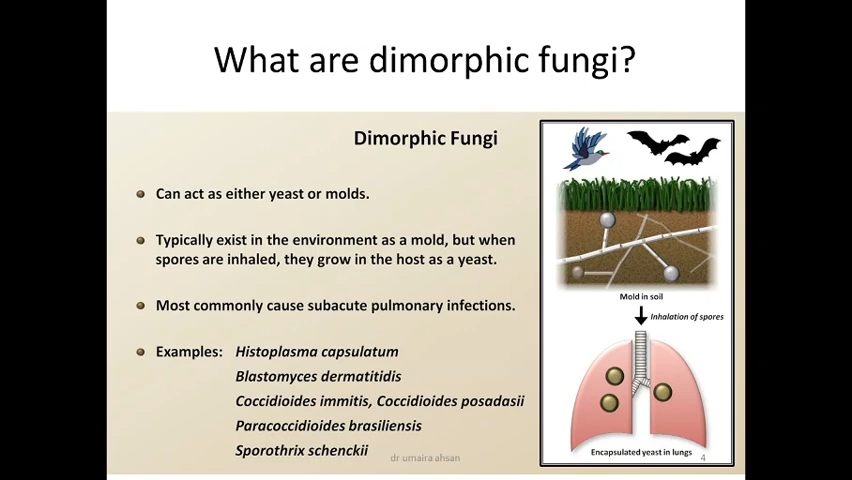 What are dimorphic fungi?
Dimorphic Fungi
Can act as either yeast or molds.
Typically exist in the environment as a mold, but when
spores are inhaled, they grow in the host as a yeast.
Most commonly cause subacute pulmonary infections.
Examples: Histoplasma capsulatum
Blastomyces dermatitidis
Coccidioides immitis, Coccidioides posadasii
Paracoccidioides brasiliensis
Sporothrix schenckii
Mold in soil
Inhalation of spores
Encapsulated yeast in lungs
dr umaira ahsan
4